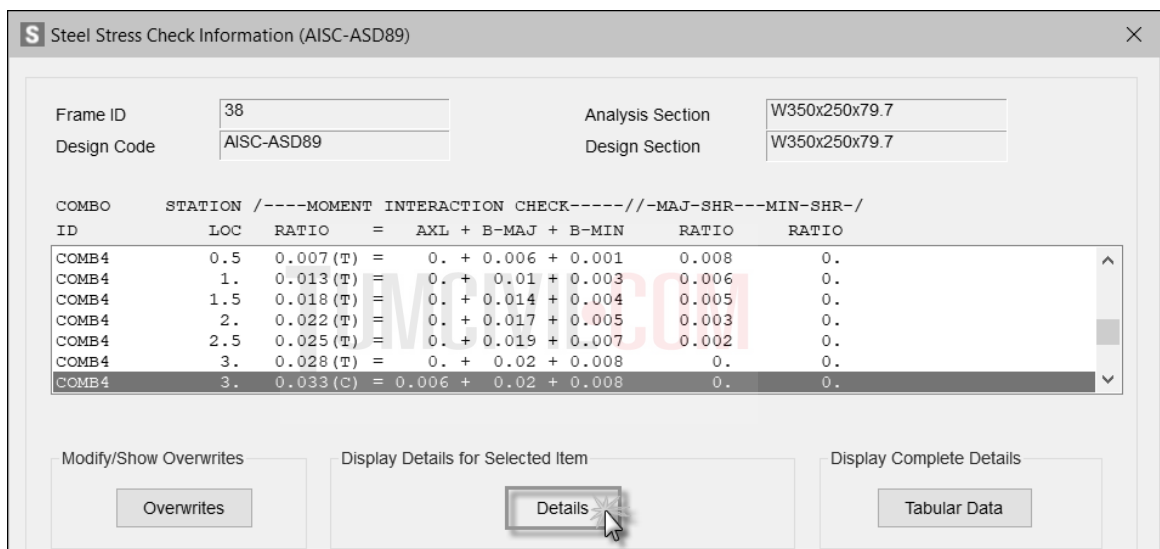 S Steel Stress Check Information (AISC-ASD89)
Frame ID 38 Analysis Section W350x250x79.7
Design Code AISC-ASD89 Design Section W350x250x79.7
COMBO STATION /----MOMENT INTERACTION CHECK-----//-MAJ-SHR---MIN-SHR-/
ID LOC RATIO = AXL + B-MAJ + B-MIN RATIO RATIO
COMB4 0.5 0.007(T) = 0. + 0.006 + 0.001 0.008 0.
COMB4 1. 0.013(T) = 0. + 0.01 + 0.003 0.006 0.
COMB4 1.5 0.018(T) = 0. + 0.014 + 0.004 0.005 0.
COMB4 2. 0.022(T) = 0. + 0.017 + 0.005 0.003 0.
COMB4 2.5 0.025(T) = 0. + 0.019 + 0.007 0.002 0.
COMB4 3. 0.028(T) = 0. + 0.02 + 0.008 0. 0.
COMB4 3. 0.033(C) = 0.006 + 0.02 + 0.008 0. 0.
TUMCIVIL.COM
Modify/Show Overwrites Display Details for Selected Item Display Complete Details
Overwrites Details Tabular Data